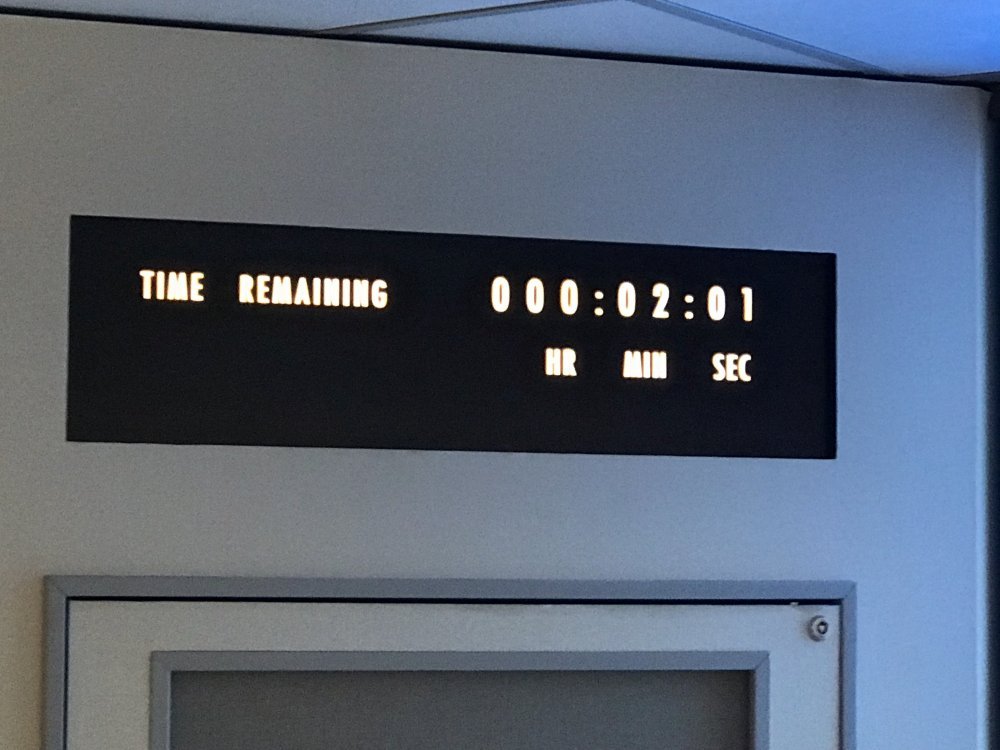 TIME REMAINING 000:02:01
HR MIN SEC